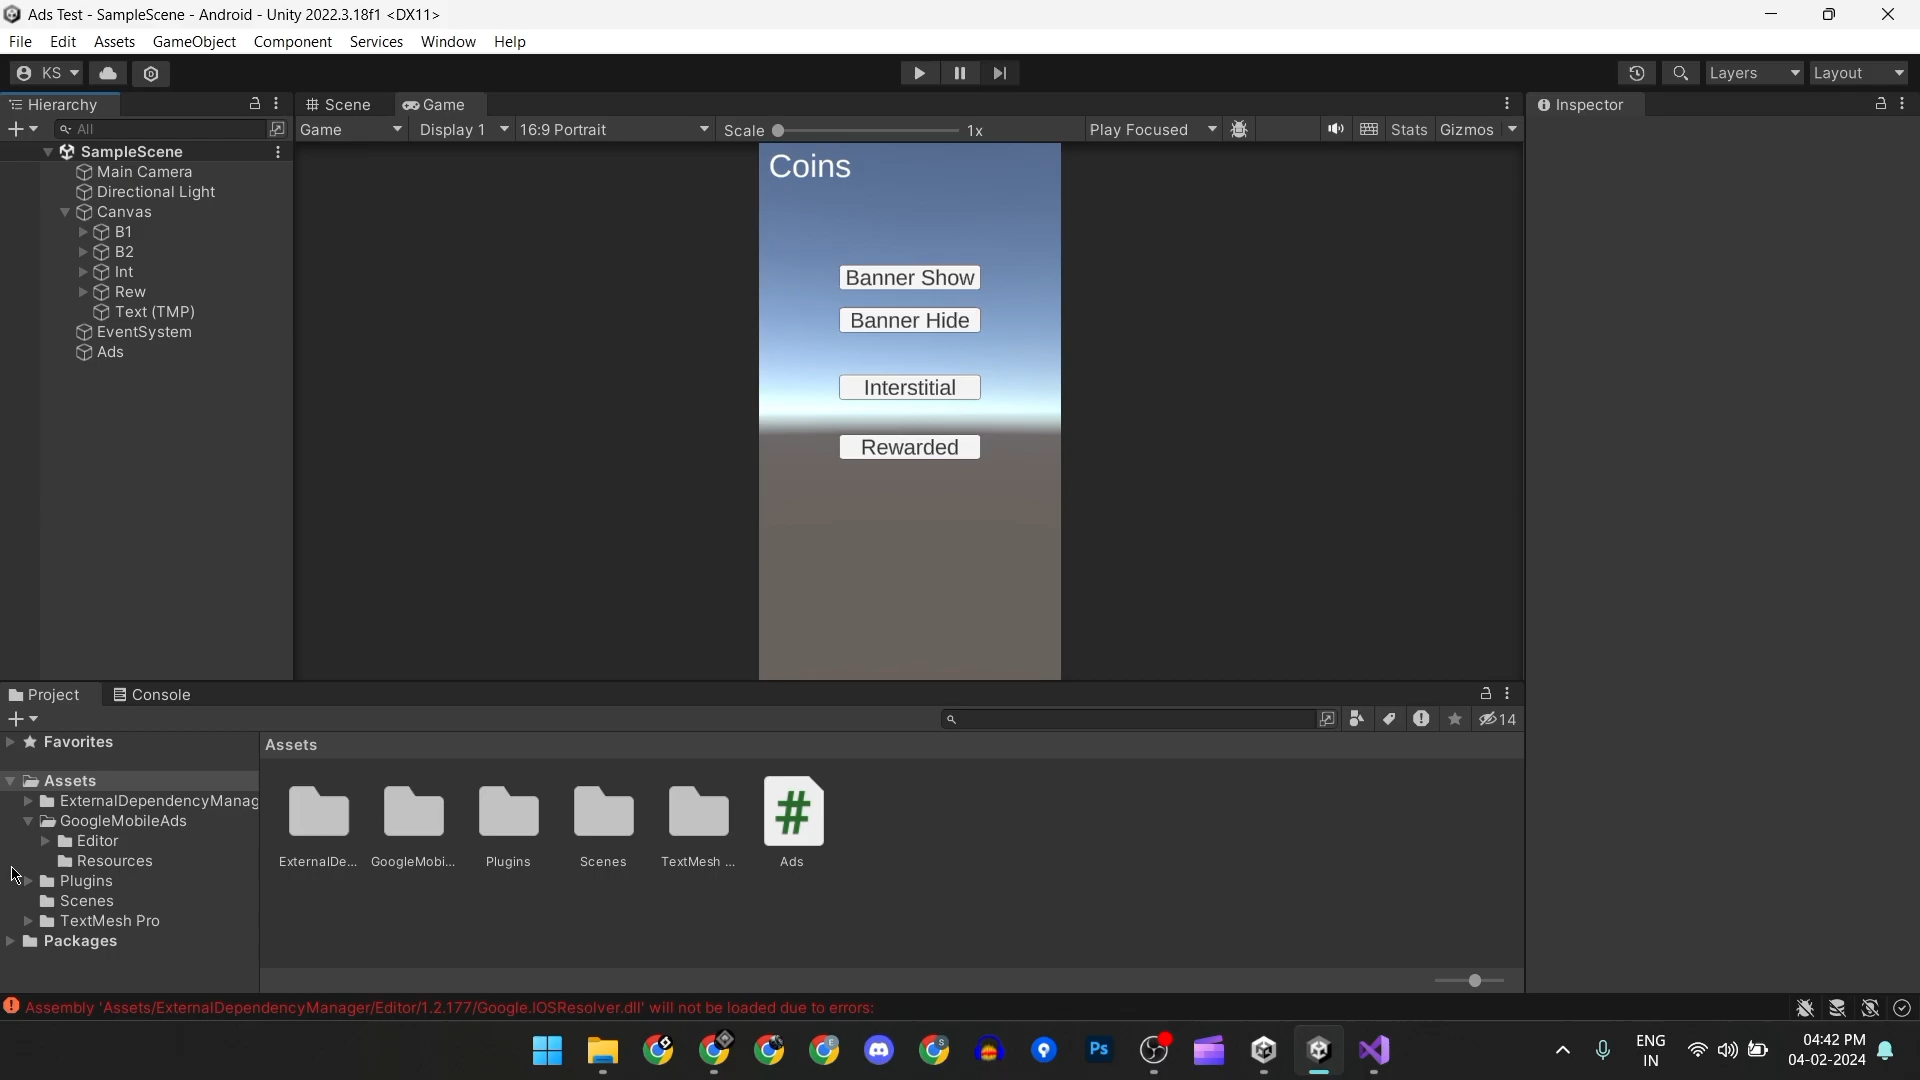 Ads Test - SampleScene - Android - Unity 2022.3.18f1 <DX11>
File Edit Assets GameObject Component Services Window Help
KS
Layers Layout
Hierarchy
Scene Game
Inspector
All
Game Display 1 16:9 Portrait Scale 1x Play Focused Stats Gizmos
SampleScene
Main Camera
Directional Light
Canvas
B1
B2
Int
Rew
Text (TMP)
EventSystem
Ads
Coins
Banner Show
Banner Hide
Interstitial
Rewarded
Project Console
14
Favorites
Assets
ExternalDependencyManag
GoogleMobileAds
Editor
Resources
Plugins
Scenes
TextMesh Pro
Packages
Assets
#
ExternalDe... GoogleMobi... Plugins Scenes TextMesh ... Ads
Assembly 'Assets/ExternalDependencyManager/Editor/1.2.177/Google.IOSResolver.dll' will not be loaded due to errors:
E
S
Ps
ENG
IN
04:42 PM
04-02-2024